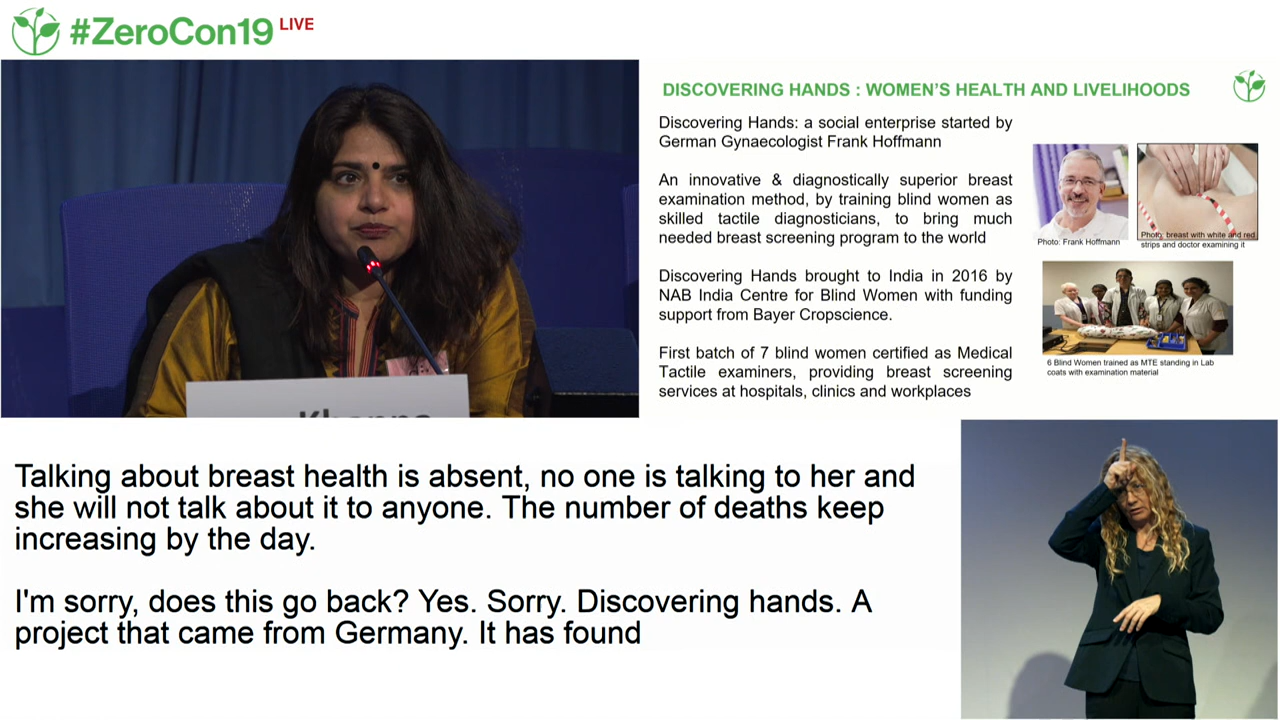 #ZeroCon19 LIVE
DISCOVERING HANDS : WOMEN'S HEALTH AND LIVELIHOODS
Discovering Hands: a social enterprise started by
German Gynaecologist Frank Hoffmann
An innovative & diagnostically superior breast
examination method, by training blind women as
skilled tactile diagnosticians, to bring much
needed breast screening program to the world
Discovering Hands brought to India in 2016 by
NAB India Centre for Blind Women with funding
support from Bayer Cropscience.
First batch of 7 blind women certified as Medical
Tactile examiners, providing breast screening
services at hospitals, clinics and workplaces
Photo: Frank Hoffmann
Photo: breast with white and red
strips and doctor examining it
6 Blind Women trained as MTE standing in Lab
coats with examination material
Khanna
Talking about breast health is absent, no one is talking to her and
she will not talk about it to anyone. The number of deaths keep
increasing by the day.
I'm sorry, does this go back? Yes. Sorry. Discovering hands. A
project that came from Germany. It has found